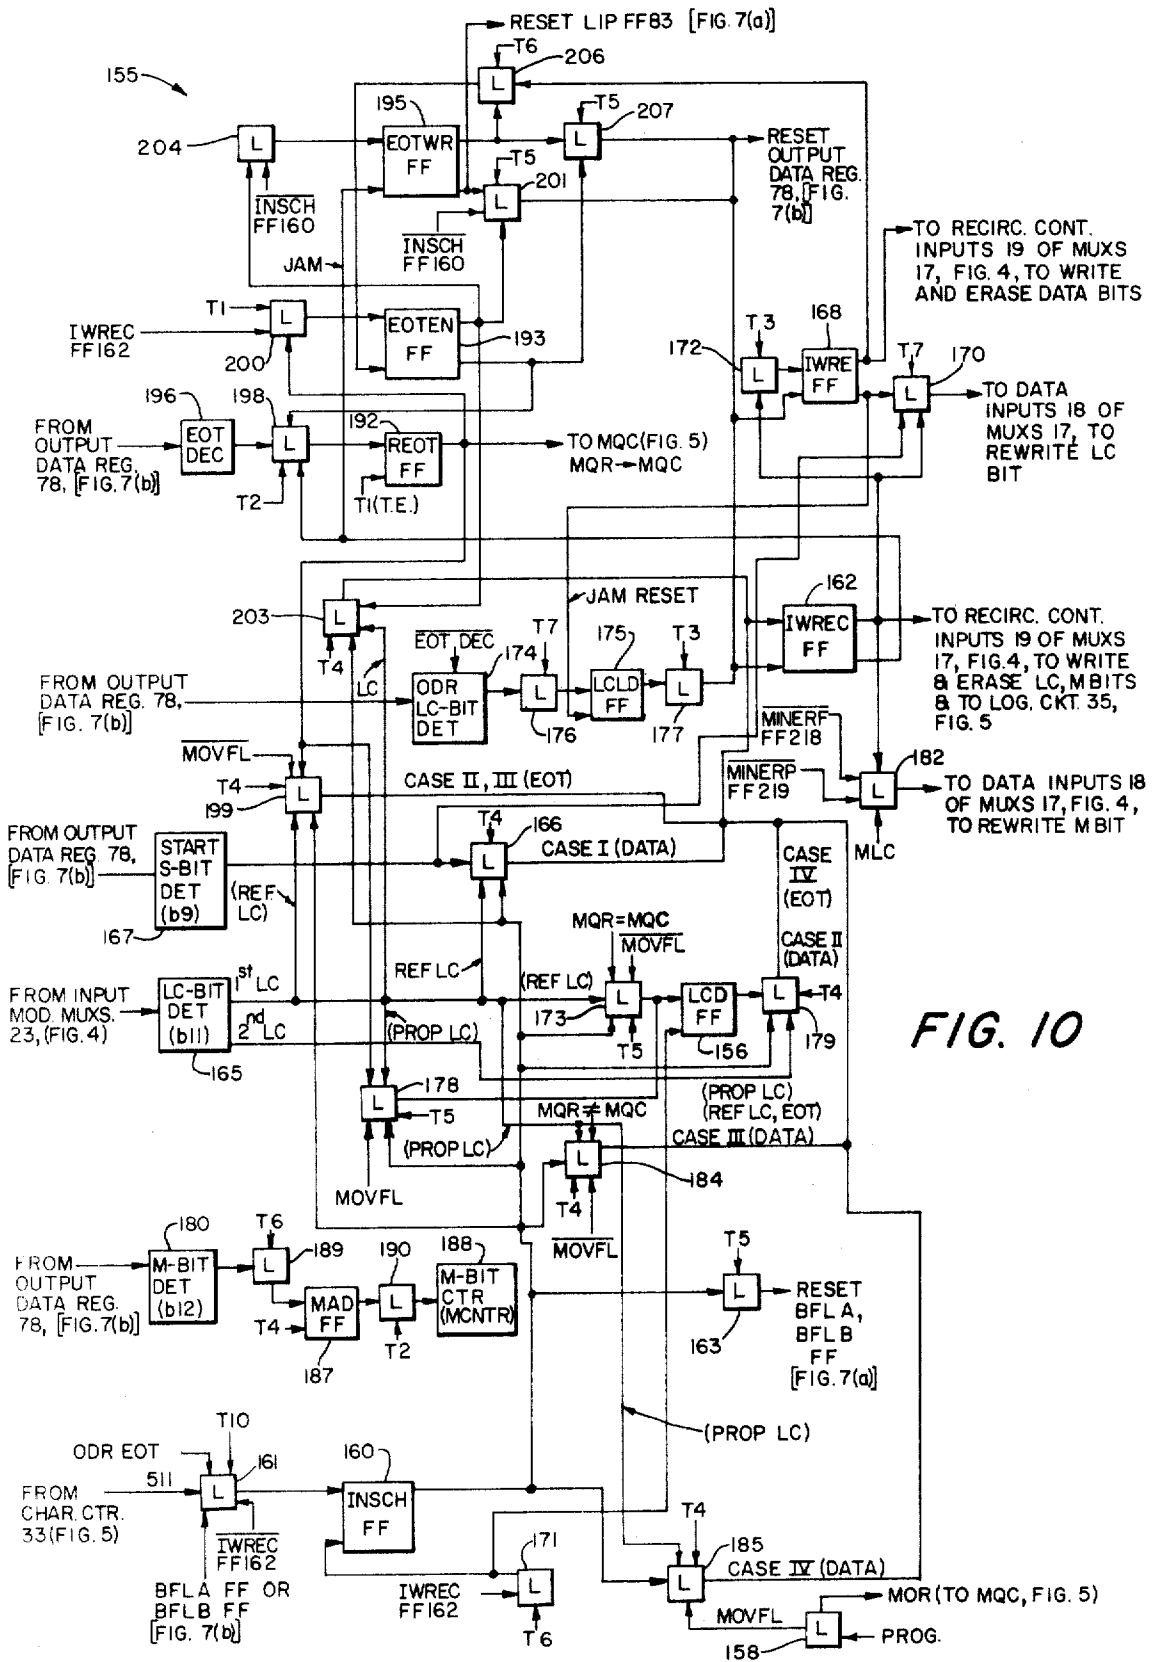 RESET LIP FF83 [FIG. 7(a)]
T6
206
155
195
T5
207
L
204
L
EOTWR
FF
L
RESET
OUTPUT
DATA REG.
78, [FIG.
7(b)]
T5
201
L
INSCH
FF160
INSCH
FF160
JAM
TO RECIRC. CONT.
INPUTS 19 OF MUXS
17, FIG. 4, TO WRITE
AND ERASE DATA BITS
T1
L
IWREC
FF162
200
EOTEN
FF
193
T3
168
172
L
IWRE
FF
T7
170
L
TO DATA
INPUTS 18 OF
MUXS 17, TO
REWRITE LC
BIT
196
198
192
FROM
OUTPUT
DATA REG.
78, [FIG. 7(b)]
EOT
DEC
L
REOT
FF
TO MQC (FIG. 5)
MQR→MQC
T2
T1(T.E.)
203
L
JAM RESET
162
IWREC
FF
TO RECIRC. CONT.
INPUTS 19 OF MUXS
17, FIG.4, TO WRITE
& ERASE LC, M BITS
& TO LOG. CKT. 35,
FIG. 5
T4
LC
EOT DEC
174
T7
175
T3
FROM OUTPUT
DATA REG. 78,
[FIG. 7(b)]
ODR
LC-BIT
DET
L
LCLD
FF
L
176
177
MINERF
FF218
MOVFL
T4
L
199
CASE II, III (EOT)
MINERP
FF219
L
182
TO DATA INPUTS 18
OF MUXS 17, FIG. 4,
TO REWRITE M BIT
MLC
FROM OUTPUT
DATA REG. 78,
[FIG. 7(b)]
START
S-BIT
DET
(b9)
167
(REF.
LC)
T4
166
L
CASE I (DATA)
CASE
IV
(EOT)
MQR=MQC
MOVFL
CASE II
(DATA)
REF LC
(REF LC)
FROM INPUT
MOD. MUXS.
23, (FIG. 4)
LC-BIT
DET
(b11)
165
1st LC
2nd LC
(PROP LC)
L
173
T5
LCD
FF
156
L
T4
179
FIG. 10
178
L
T5
MQR≠MQC
(PROP LC)
(REF LC, EOT)
(PROP LC)
CASE III (DATA)
L
184
MOVFL
T4
MOVFL
180
T6
189
190
188
FROM
OUTPUT
DATA REG.
78, [FIG.7(b)]
M-BIT
DET
(b12)
L
MAD
FF
187
T4
L
T2
M-BIT
CTR
(MCNTR)
T5
L
163
RESET
BFL A,
BFL B
FF
[FIG. 7(a)]
(PROP LC)
T10
ODR EOT
161
160
511
FROM
CHAR. CTR.
33 (FIG. 5)
L
INSCH
FF
IWREC
FF162
BFLA FF OR
BFLB FF
[FIG. 7(b)]
171
L
IWREC
FF162
T6
T4
185
L
CASE IV (DATA)
MOVFL
MOR (TO MQC, FIG. 5)
L
158
PROG.